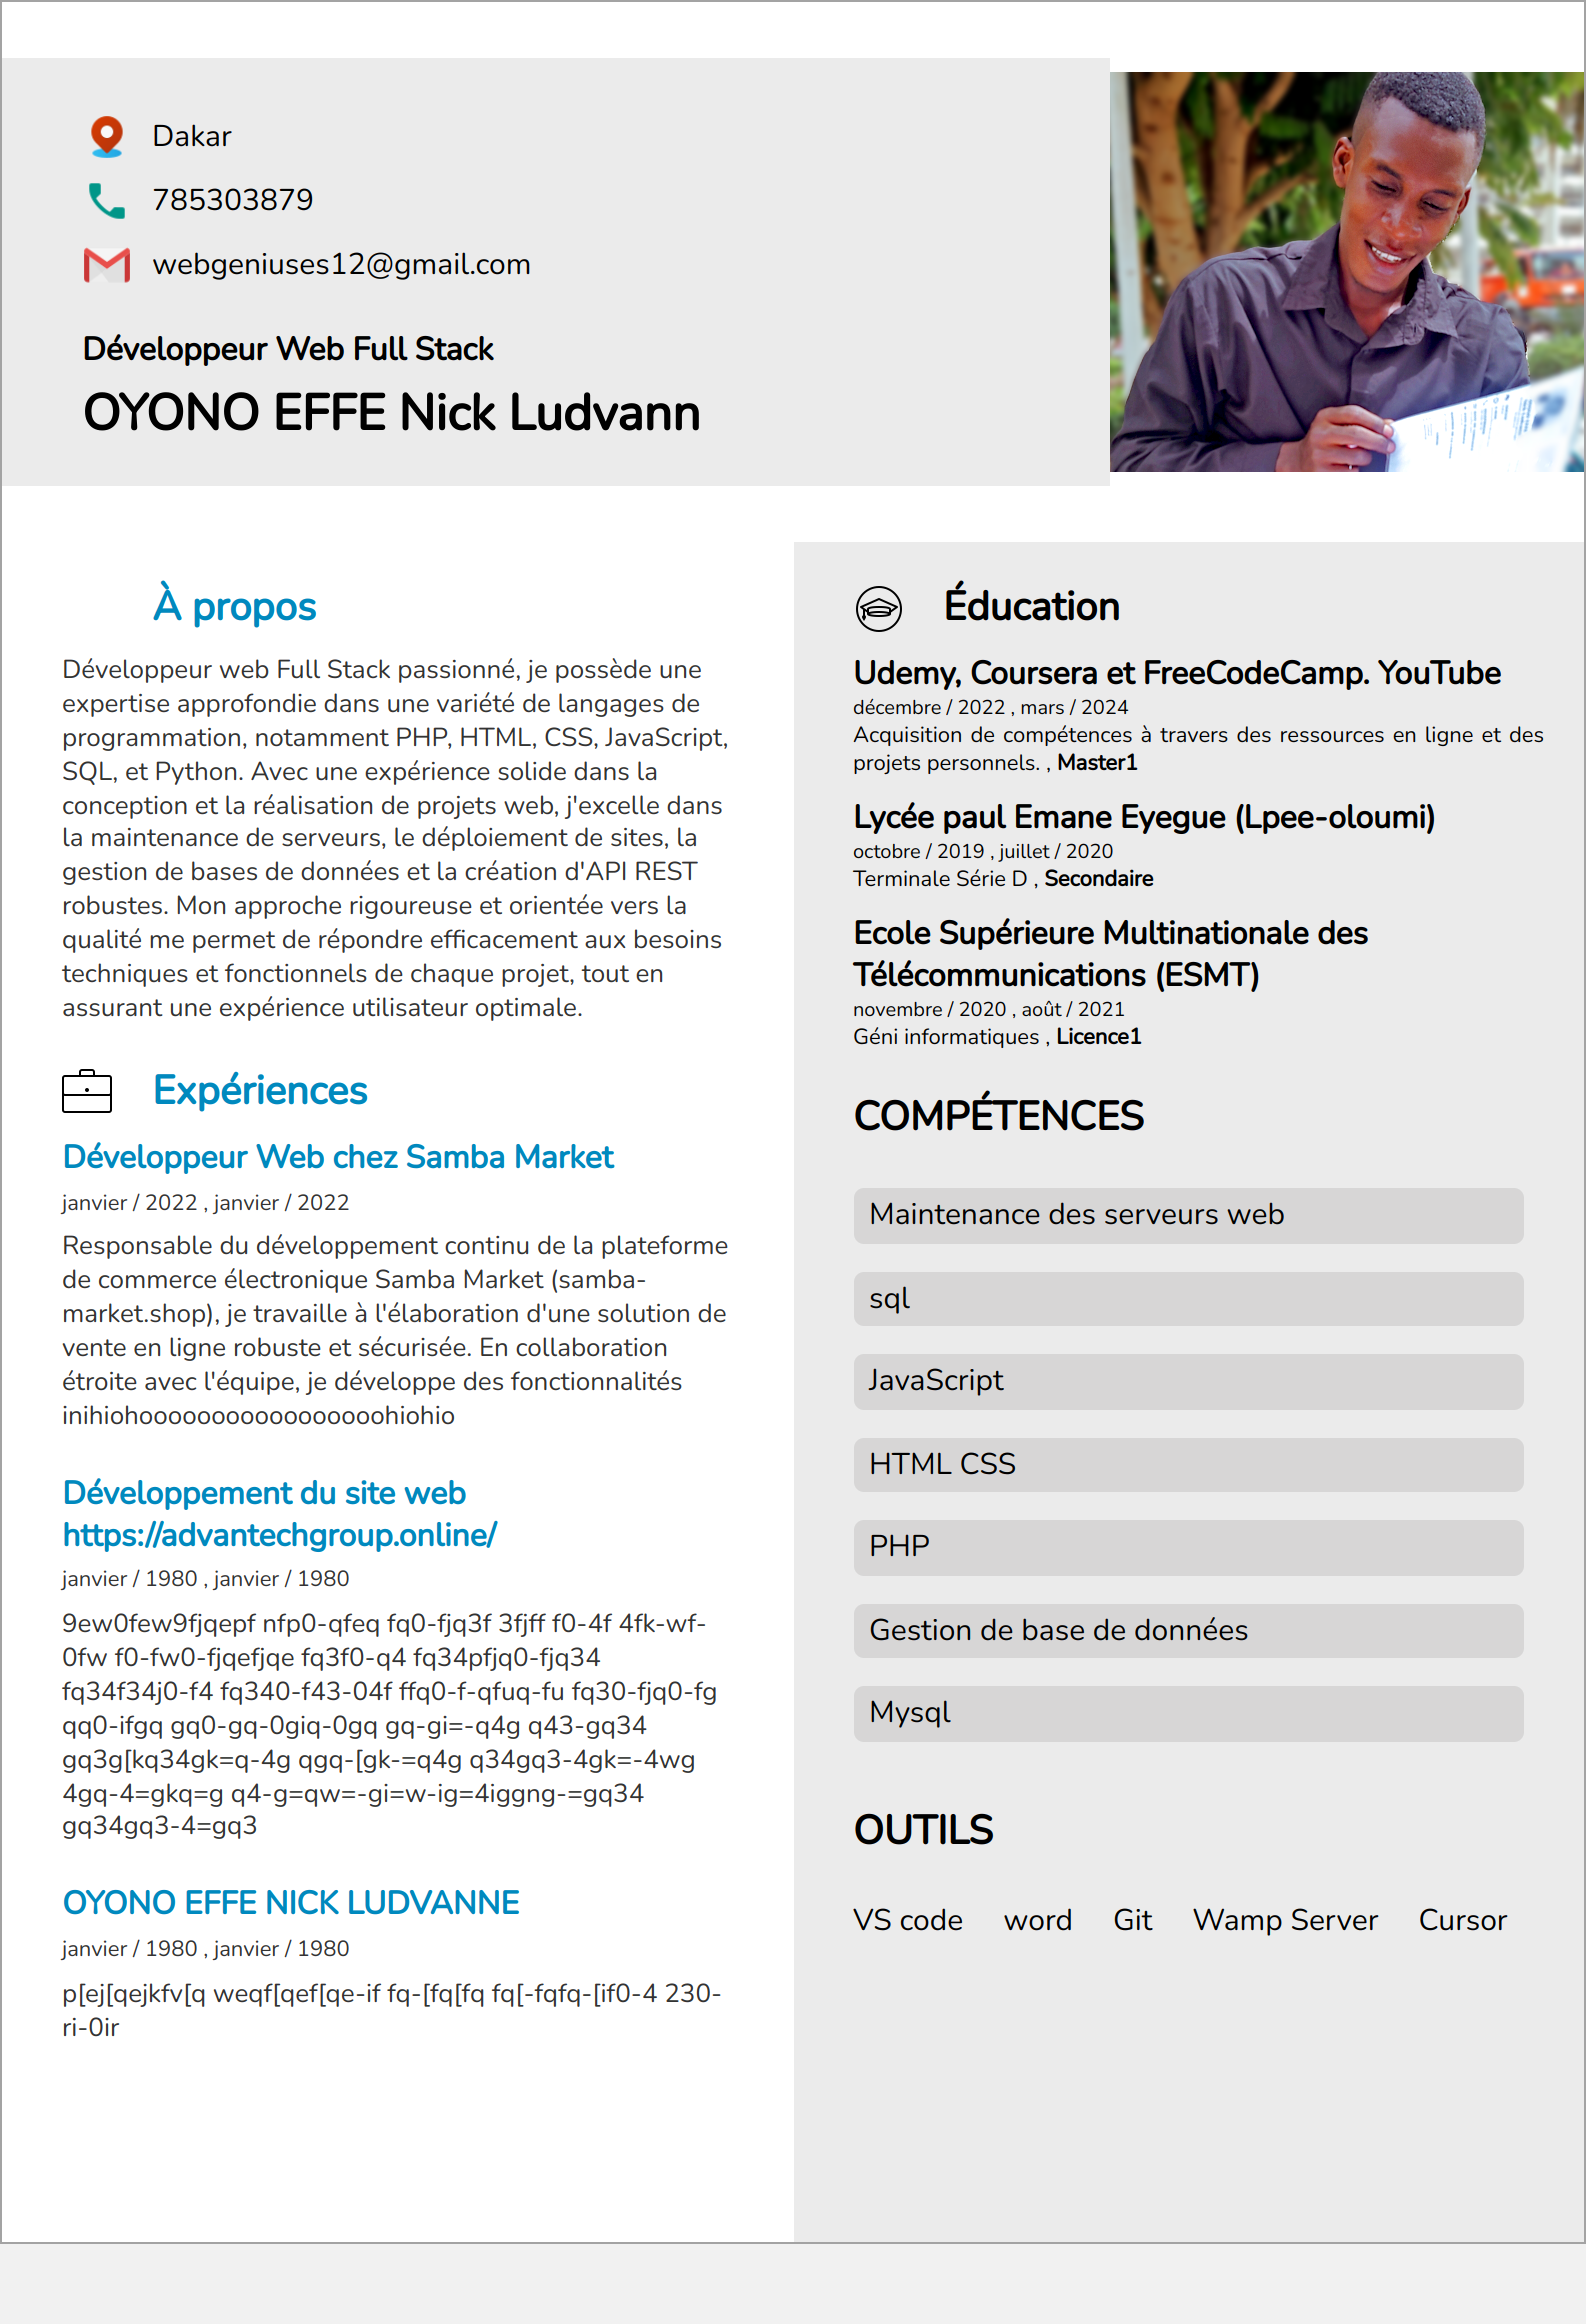 Dakar
785303879
webgeniuses12@gmail.com
Développeur Web Full Stack
OYONO EFFE Nick Ludvann
À propos
Développeur web Full Stack passionné, je possède une
expertise approfondie dans une variété de langages de
programmation, notamment PHP, HTML, CSS, JavaScript,
SQL, et Python. Avec une expérience solide dans la
conception et la réalisation de projets web, j'excelle dans
la maintenance de serveurs, le déploiement de sites, la
gestion de bases de données et la création d'API REST
robustes. Mon approche rigoureuse et orientée vers la
qualité me permet de répondre efficacement aux besoins
techniques et fonctionnels de chaque projet, tout en
assurant une expérience utilisateur optimale.
Expériences
Développeur Web chez Samba Market
janvier / 2022 , janvier / 2022
Responsable du développement continu de la plateforme
de commerce électronique Samba Market (samba-
market.shop), je travaille à l'élaboration d'une solution de
vente en ligne robuste et sécurisée. En collaboration
étroite avec l'équipe, je développe des fonctionnalités
inihiohooooooooooooooooohiohio
Développement du site web
https://advantechgroup.online/
janvier / 1980 , janvier / 1980
9ew0few9fjqepf nfp0-qfeq fq0-fjq3f 3fjff f0-4f 4fk-wf-
0fw f0-fw0-fjqefjqe fq3f0-q4 fq34pfjq0-fjq34
fq34f34j0-f4 fq340-f43-04f ffq0-f-qfuq-fu fq30-fjq0-fg
qq0-ifgq gq0-gq-0giq-0gq gq-gi=-q4g q43-gq34
gq3g[kq34gk=q-4g qgq-[gk-=q4g q34gq3-4gk=-4wg
4gq-4=gkq=g q4-g=qw=-gi=w-ig=4iggng-=gq34
gq34gq3-4=gq3
OYONO EFFE NICK LUDVANNE
janvier / 1980 , janvier / 1980
p[ej[qejkfv[q weqf[qef[qe-if fq-[fq[fq fq[-fqfq-[if0-4 230-
ri-0ir
Éducation
Udemy, Coursera et FreeCodeCamp. YouTube
décembre / 2022 , mars / 2024
Acquisition de compétences à travers des ressources en ligne et des
projets personnels. , Master1
Lycée paul Emane Eyegue (Lpee-oloumi)
octobre / 2019 , juillet / 2020
Terminale Série D , Secondaire
Ecole Supérieure Multinationale des
Télécommunications (ESMT)
novembre / 2020 , août / 2021
Géni informatiques , Licence1
COMPÉTENCES
Maintenance des serveurs web
sql
JavaScript
HTML CSS
PHP
Gestion de base de données
Mysql
OUTILS
VS code word Git Wamp Server Cursor